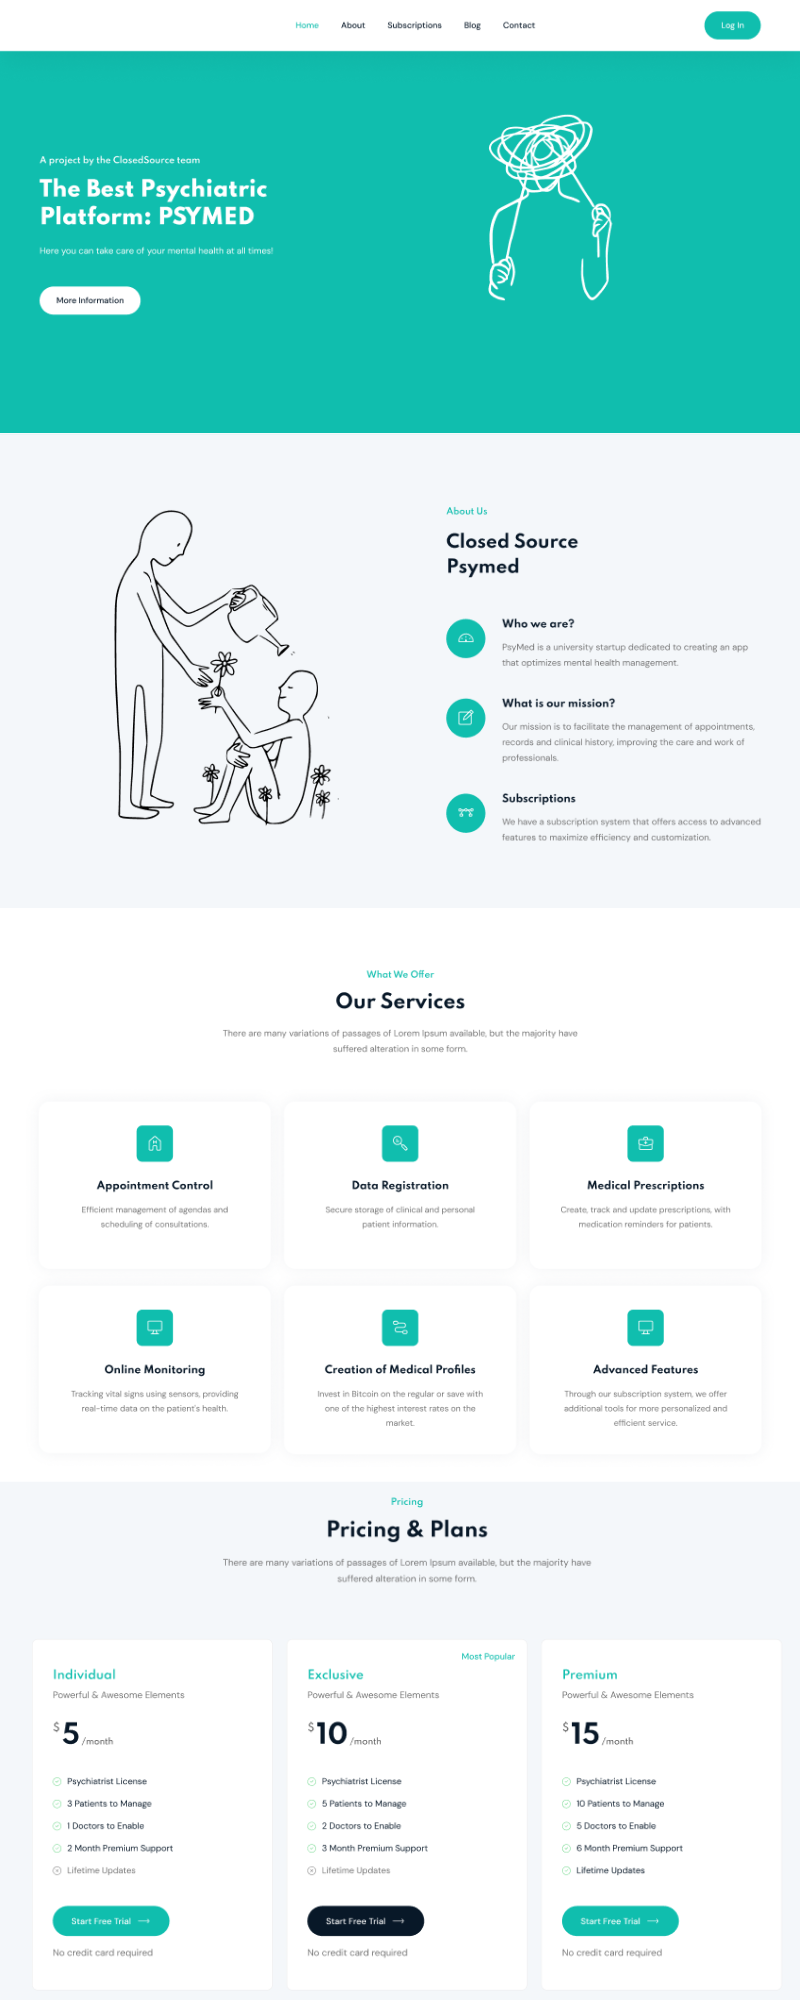 Home About Subscriptions Blog Contact Log In
A project by the ClosedSource team
The Best Psychiatric
Platform: PSYMED
Here you can take care of your mental health at all times!
More Information
About Us
Closed Source
Psymed
Who we are?
PsyMed is a university startup dedicated to creating an app
that optimizes mental health management.
What is our mission?
Our mission is to facilitate the management of appointments,
records and clinical history, improving the care and work of
professionals.
Subscriptions
We have a subscription system that offers access to advanced
features to maximize efficiency and customization.
What We Offer
Our Services
There are many variations of passages of Lorem Ipsum available, but the majority have
suffered alteration in some form.
Appointment Control
Efficient management of agendas and
scheduling of consultations.
Data Registration
Secure storage of clinical and personal
patient information.
Medical Prescriptions
Create, track and update prescriptions, with
medication reminders for patients.
Online Monitoring
Tracking vital signs using sensors, providing
real-time data on the patient's health.
Creation of Medical Profiles
Invest in Bitcoin on the regular or save with
one of the highest interest rates on the
market.
Advanced Features
Through our subscription system, we offer
additional tools for more personalized and
efficient service.
Pricing
Pricing & Plans
There are many variations of passages of Lorem Ipsum available, but the majority have
suffered alteration in some form.
Individual
Powerful & Awesome Elements
$5/month
Psychiatrist License
3 Patients to Manage
1 Doctors to Enable
2 Month Premium Support
Lifetime Updates
Start Free Trial
No credit card required
Most Popular
Exclusive
Powerful & Awesome Elements
$10/month
Psychiatrist License
5 Patients to Manage
2 Doctors to Enable
3 Month Premium Support
Lifetime Updates
Start Free Trial
No credit card required
Premium
Powerful & Awesome Elements
$15/month
Psychiatrist License
10 Patients to Manage
5 Doctors to Enable
6 Month Premium Support
Lifetime Updates
Start Free Trial
No credit card required